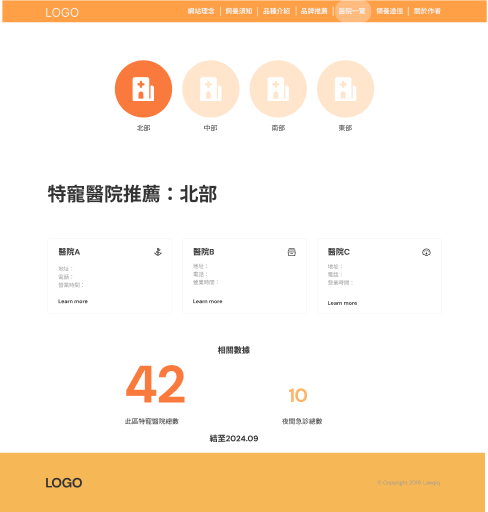 LOGO
網站理念 | 飼養須知 | 品種介紹 | 品牌推薦 | 醫院一覽 | 領養途徑 | 關於作者
北部 中部 南部 東部
特寵醫院推薦：北部
醫院A
地址：
電話：
營業時間：
Learn more
醫院B
地址：
電話：
營業時間：
Learn more
醫院C
地址：
電話：
營業時間：
Learn more
相關數據
42
此區特寵醫院總數
10
夜間急診總數
結至2024.09
LOGO
© Copyright